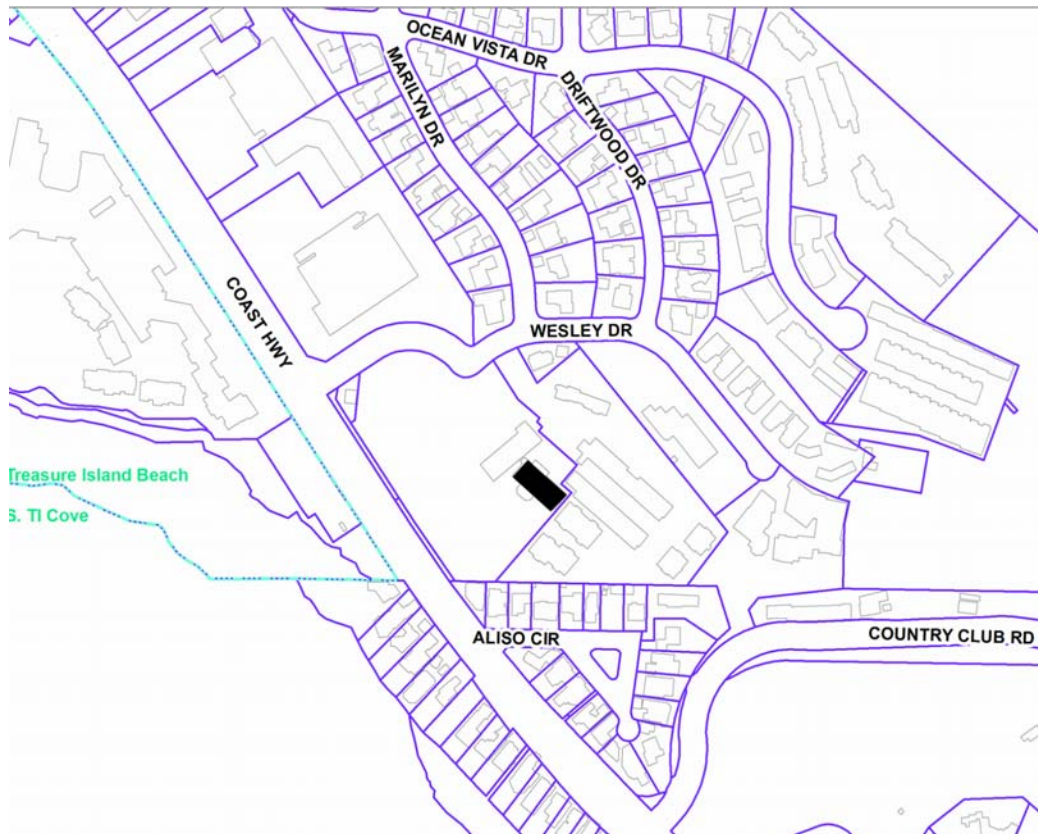 OCEAN VISTA DR
MARILYN DR
DRIFTWOOD DR
COAST HWY
WESLEY DR
Treasure Island Beach
S. TI Cove
ALISO CIR
COUNTRY CLUB RD